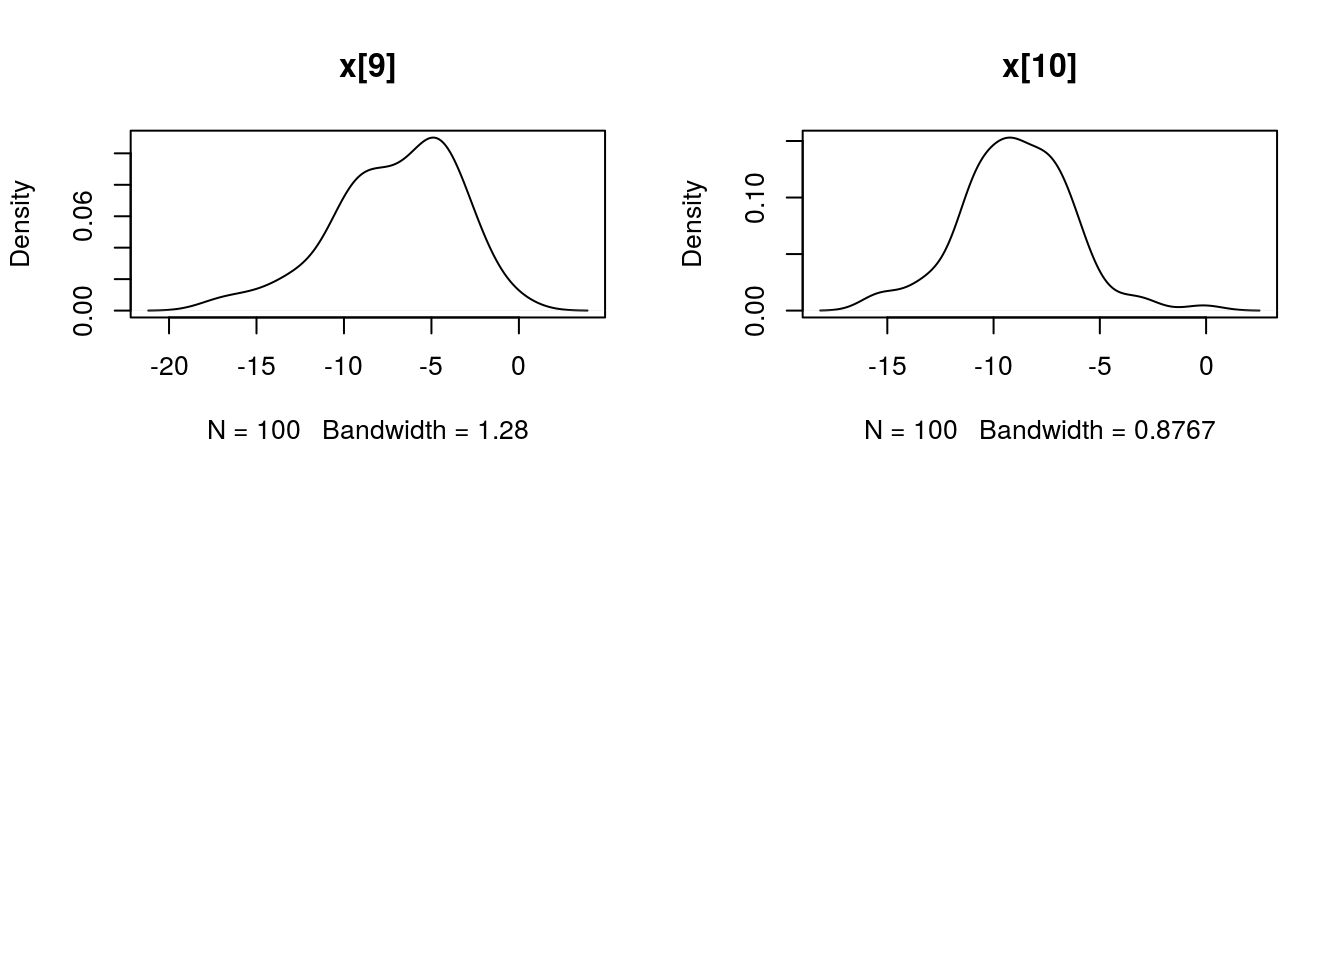 x[9]
Density
0.06
0.00
-20 -15 -10 -5 0
N = 100 Bandwidth = 1.28
x[10]
Density
0.10
0.00
-15 -10 -5 0
N = 100 Bandwidth = 0.8767